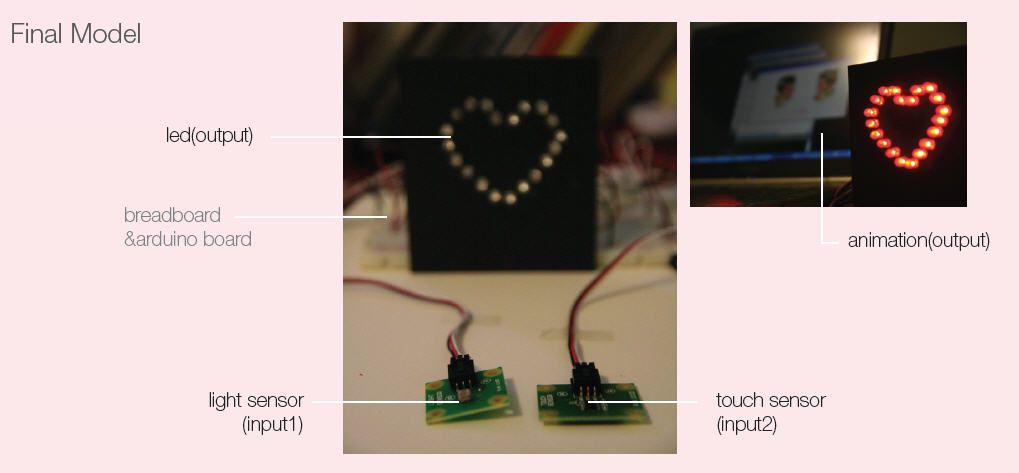 Final Model
led(output)
breadboard
&arduino board
animation(output)
light sensor
(input1)
touch sensor
(input2)